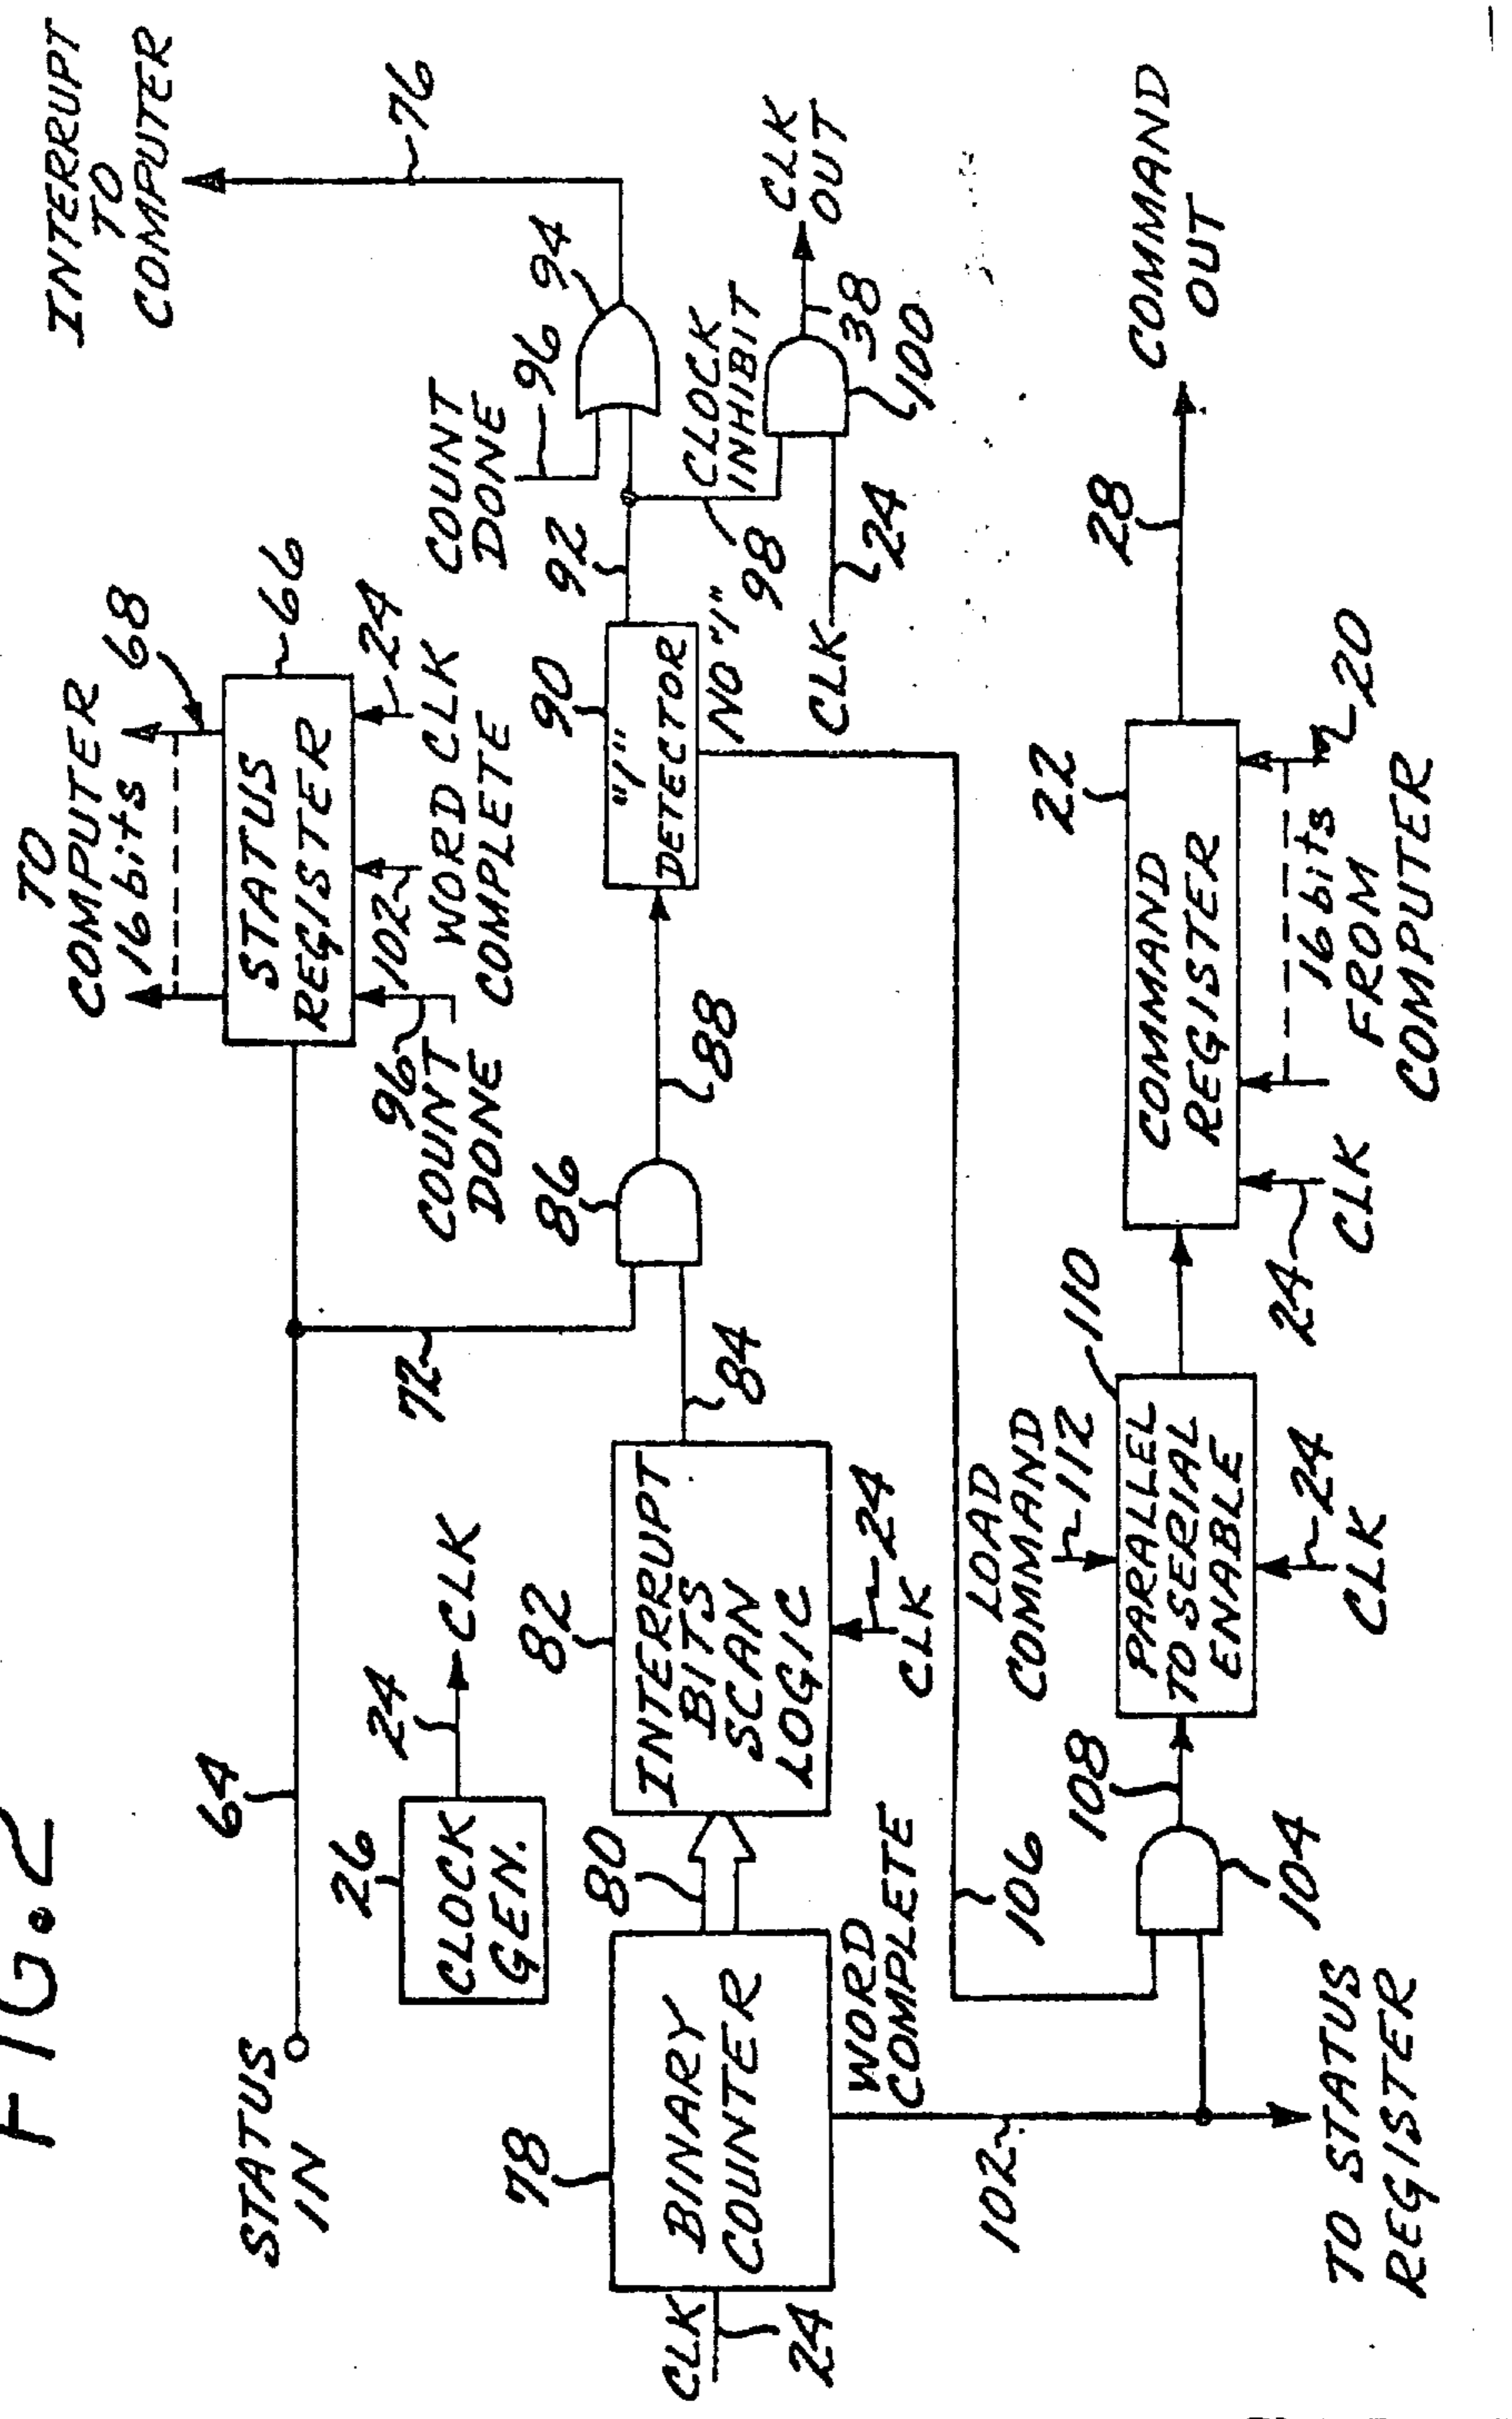 FIG. 2
INTERRUPT
TO
COMPUTER
76
TO
COMPUTER
16 bits
68
STATUS
REGISTER
66
STATUS
IN
64
96
102
24
COUNT
DONE
WORD
COMPLETE
CLK
26
CLOCK
GEN.
24
CLK
72
COUNT
DONE
96
94
78
CLK
24
BINARY
COUNTER
80
82
INTERRUPT
BITS
SCAN
LOGIC
24
CLK
84
86
88
90
"1"
DETECTOR
92
NO "1"
98
CLOCK
INHIBIT
CLK
24
38
100
CLK
OUT
WORD
COMPLETE
102
106
TO STATUS
REGISTER
104
108
LOAD
COMMAND
112
110
PARALLEL
TO SERIAL
ENABLE
24
CLK
22
COMMAND
REGISTER
24
CLK
16 bits
FROM
COMPUTER
20
28
COMMAND
OUT